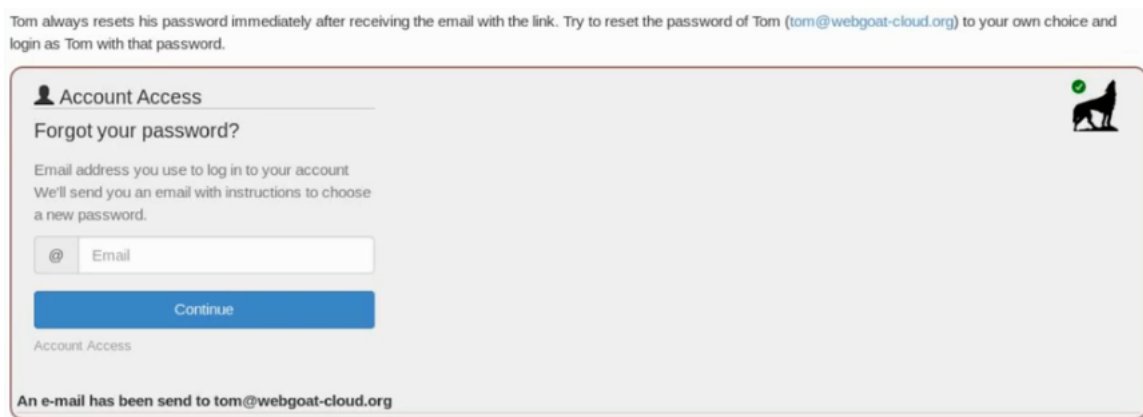 Tom always resets his password immediately after receiving the email with the link. Try to reset the password of Tom (tom@webgoat-cloud.org) to your own choice and
login as Tom with that password.
Account Access
Forgot your password?
Email address you use to log in to your account
We'll send you an email with instructions to choose
a new password.
@ Email
Continue
Account Access
An e-mail has been send to tom@webgoat-cloud.org